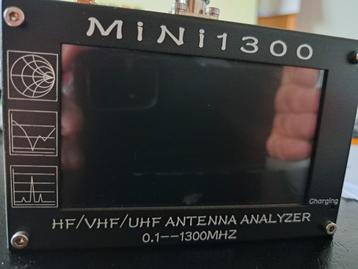 MiNi1300
Charging
HF/VHF/UHF ANTENNA ANALYZER
0.1--1300MHZ